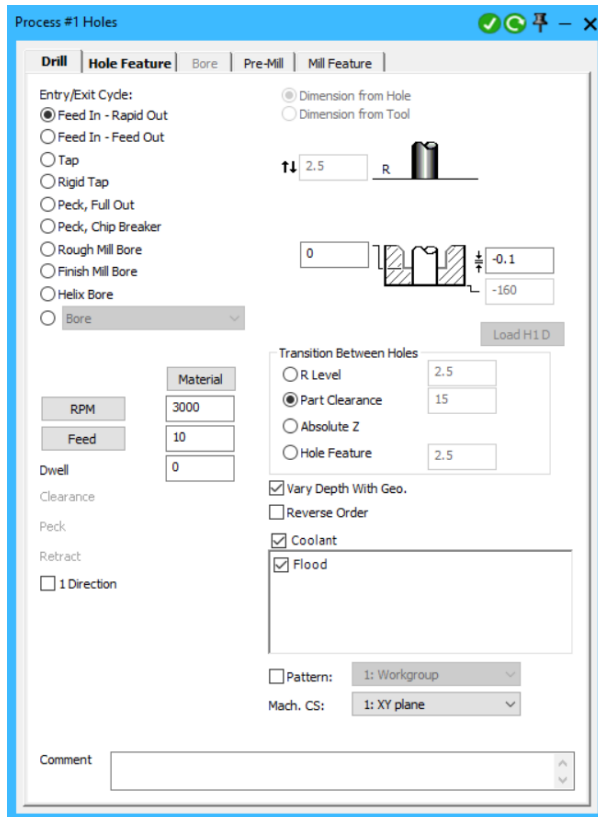 Process #1 Holes
Drill Hole Feature Bore Pre-Mill Mill Feature
Entry/Exit Cycle:
Feed In - Rapid Out
Feed In - Feed Out
Tap
Rigid Tap
Peck, Full Out
Peck, Chip Breaker
Rough Mill Bore
Finish Mill Bore
Helix Bore
Bore
Dimension from Hole
Dimension from Tool
2.5 R
0 -0.1
-160
Load H1 D
Material
RPM 3000
Feed 10
Dwell 0
Clearance
Peck
Retract
1 Direction
Transition Between Holes
R Level 2.5
Part Clearance 15
Absolute Z
Hole Feature 2.5
Vary Depth With Geo.
Reverse Order
Coolant
Flood
Pattern: 1: Workgroup
Mach. CS: 1: XY plane
Comment